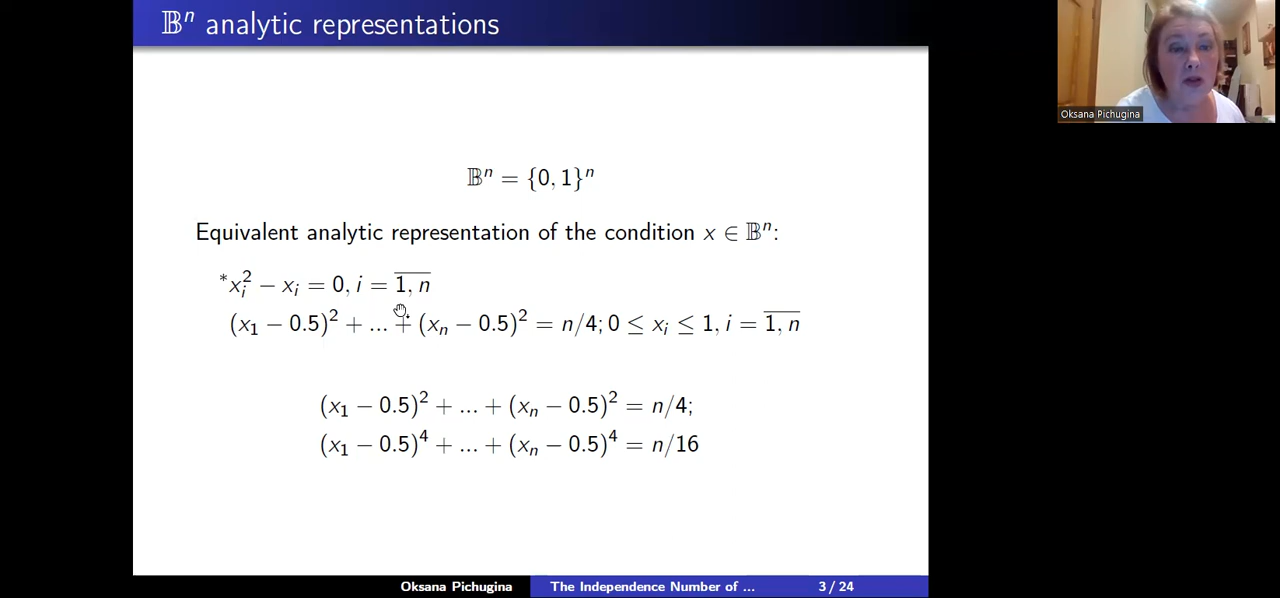 𝔹ⁿ analytic representations
Oksana Pichugina
𝔹ⁿ = {0, 1}ⁿ
Equivalent analytic representation of the condition x ∈ 𝔹ⁿ:
*xᵢ² − xᵢ = 0, i = 1, n̅
(x₁ − 0.5)² + ... + (xₙ − 0.5)² = n/4; 0 ≤ xᵢ ≤ 1, i = 1, n̅
(x₁ − 0.5)² + ... + (xₙ − 0.5)² = n/4;
(x₁ − 0.5)⁴ + ... + (xₙ − 0.5)⁴ = n/16
Oksana Pichugina The Independence Number of ... 3 / 24